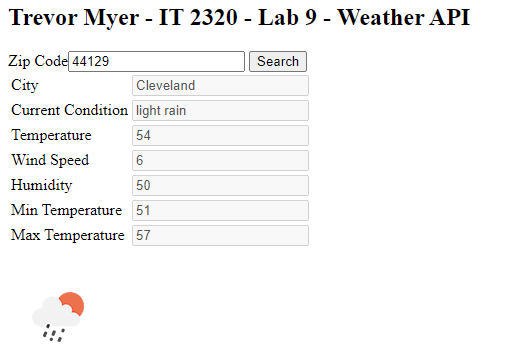 Trevor Myer - IT 2320 - Lab 9 - Weather API
Zip Code 44129 Search
City Cleveland
Current Condition light rain
Temperature 54
Wind Speed 6
Humidity 50
Min Temperature 51
Max Temperature 57